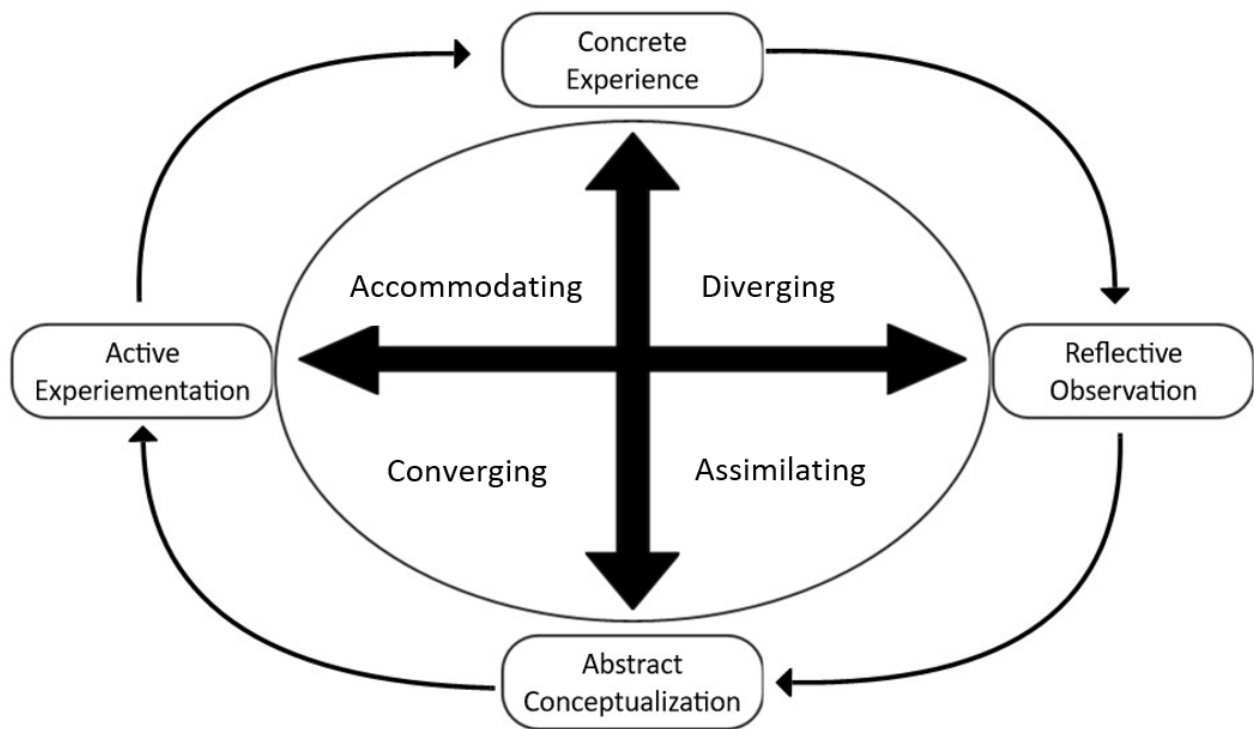 Concrete
Experience
Accommodating
Diverging
Active
Experiementation
Reflective
Observation
Converging
Assimilating
Abstract
Conceptualization